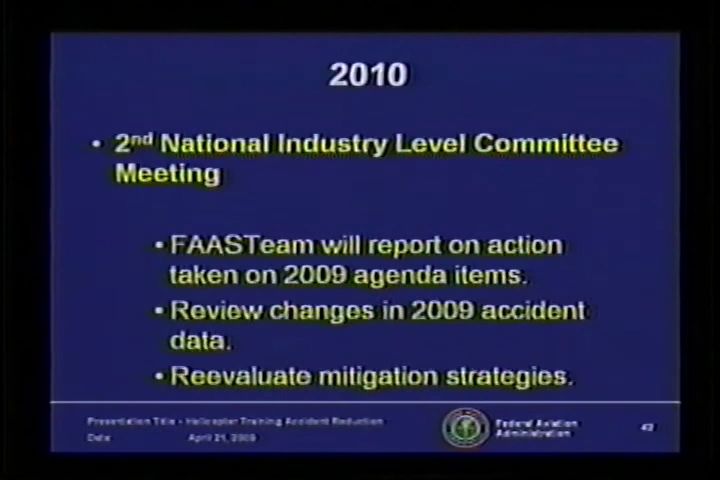 2010
• 2nd National Industry Level Committee
Meeting
• FAASTeam will report on action
taken on 2009 agenda items.
• Review changes in 2009 accident
data.
• Reevaluate mitigation strategies.
Presentation Title - Helicopter Training Accident Reduction
Date April 21, 2009
Federal Aviation
Administration
43